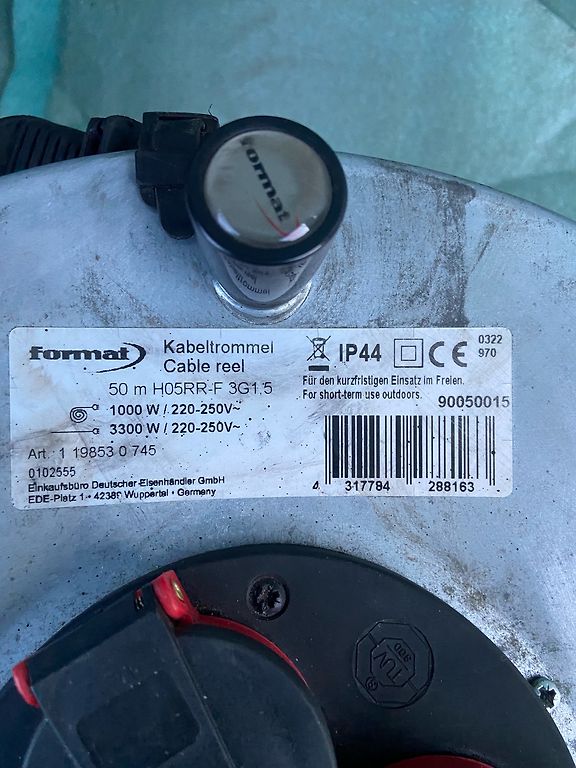 format
format
Kabeltrommel
Cable reel
50 m H05RR-F 3G1.5
1000 W / 220-250V~
3300 W / 220-250V~
Art.: 1 19853 0 745
0102555
Einkaufsbüro Deutscher Eisenhändler GmbH
EDE-Platz 1 • 42389 Wuppertal • Germany
IP44 CE
0322
970
Für den kurzfristigen Einsatz im Freien.
For short-term use outdoors.
90050015
4 317784 288163
TÜV